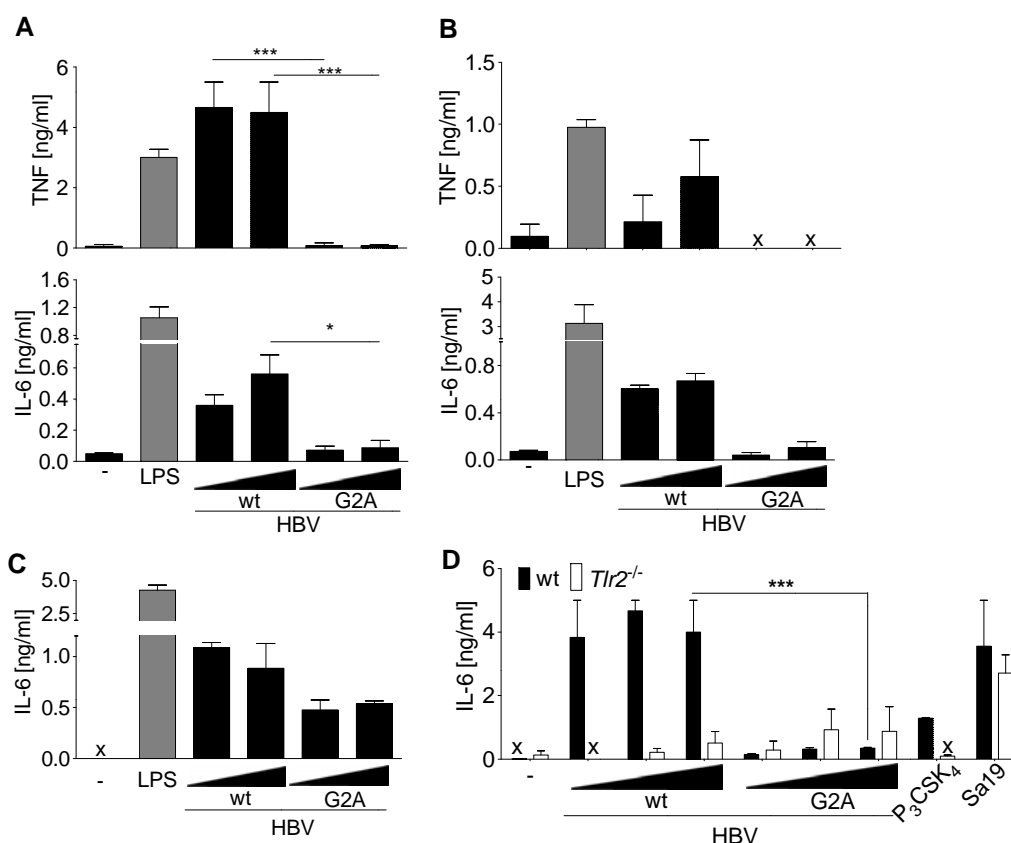 A
TNF [ng/ml]
6
4
2
0
***
***
IL-6 [ng/ml]
1.6
1.2
0.8
0.6
0.4
0.2
0.0
*
- LPS
wt G2A
HBV
B
TNF [ng/ml]
1.5
1.0
0.5
0.0
x x
IL-6 [ng/ml]
5
4
3
0.8
0.4
0.0
- LPS
wt G2A
HBV
C
IL-6 [ng/ml]
5.0
2.5
1.0
0.5
0.0
x
- LPS
wt G2A
HBV
D
wt Tlr2-/-
IL-6 [ng/ml]
6
4
2
0
***
x x x
- wt G2A P3CSK4 Sa19
HBV